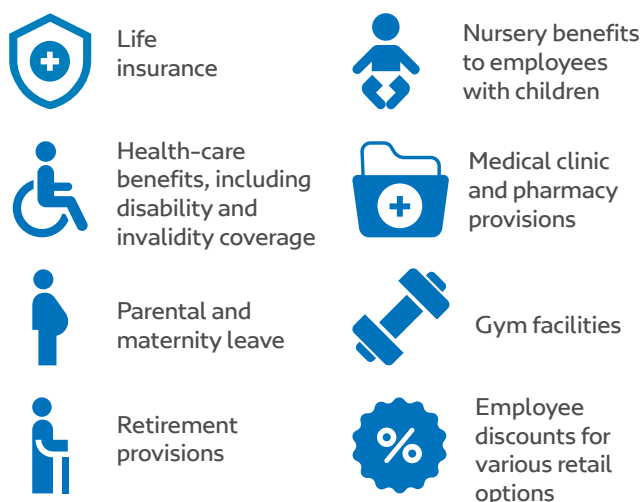 Life
insurance
Health-care
benefits, including
disability and
invalidity coverage
Parental and
maternity leave
Retirement
provisions
Nursery benefits
to employees
with children
Medical clinic
and pharmacy
provisions
Gym facilities
%
Employee
discounts for
various retail
options